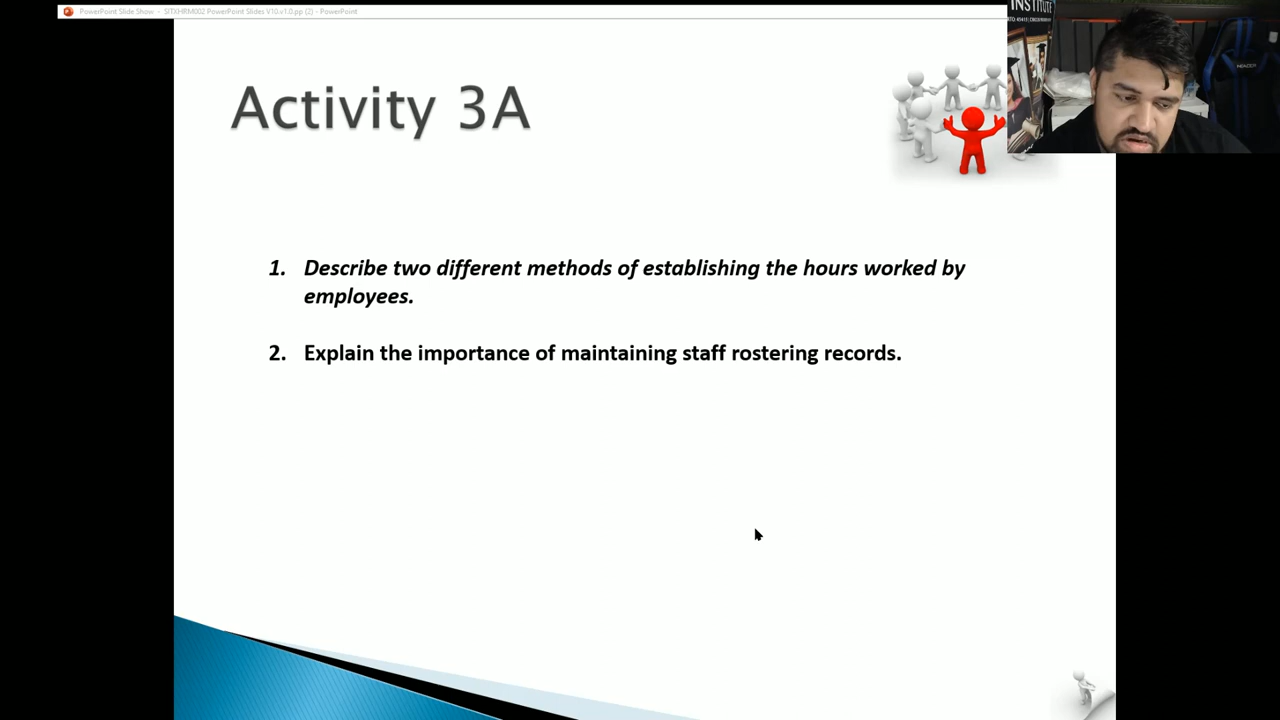 PowerPoint Slide Show - SITXHRM002 PowerPoint Slides V10.v1.0.pp (2) - PowerPoint
INSTITUTE
Activity 3A
1. Describe two different methods of establishing the hours worked by
employees.
2. Explain the importance of maintaining staff rostering records.